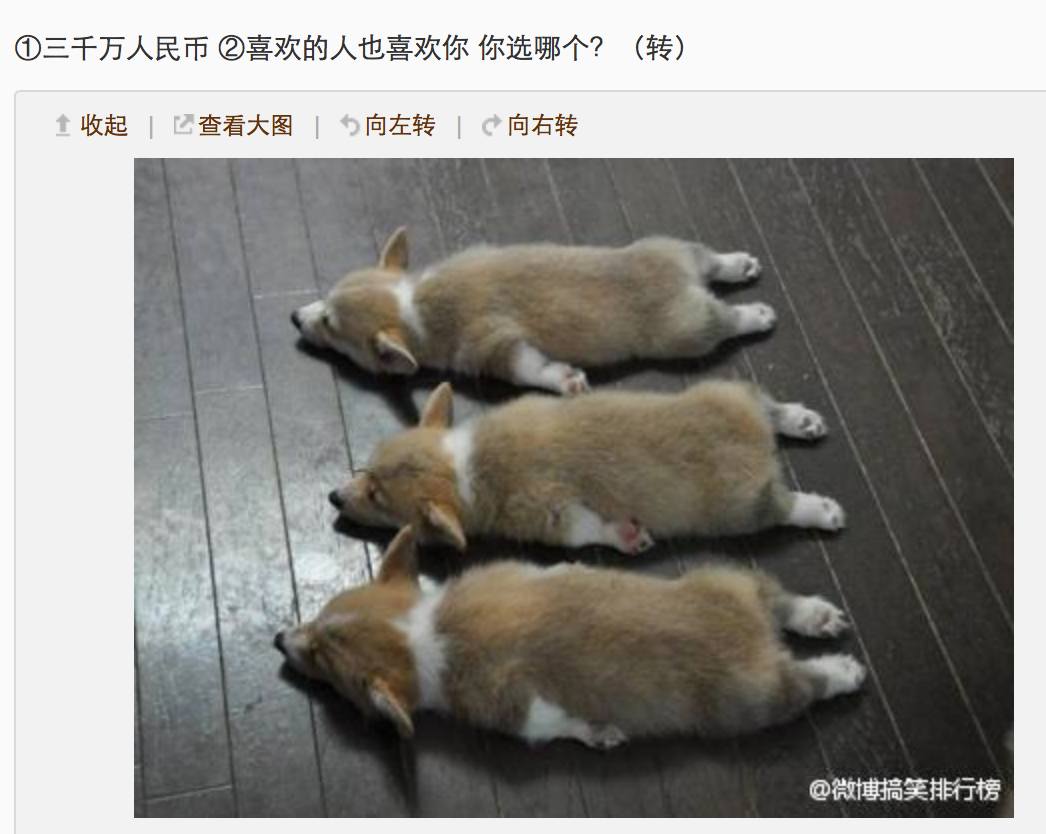 ①三千万人民币 ②喜欢的人也喜欢你 你选哪个？（转）
收起 | 查看大图 | 向左转 | 向右转
@微博搞笑排行榜